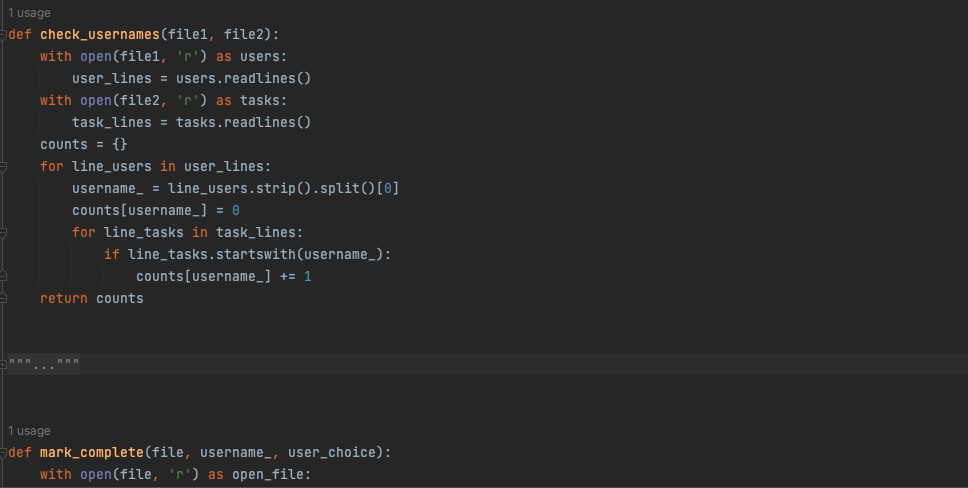 1 usage
def check_usernames(file1, file2):
    with open(file1, 'r') as users:
        user_lines = users.readlines()
    with open(file2, 'r') as tasks:
        task_lines = tasks.readlines()
    counts = {}
    for line_users in user_lines:
        username_ = line_users.strip().split()[0]
        counts[username_] = 0
        for line_tasks in task_lines:
            if line_tasks.startswith(username_):
                counts[username_] += 1
    return counts
"""..."""
1 usage
def mark_complete(file, username_, user_choice):
    with open(file, 'r') as open_file: